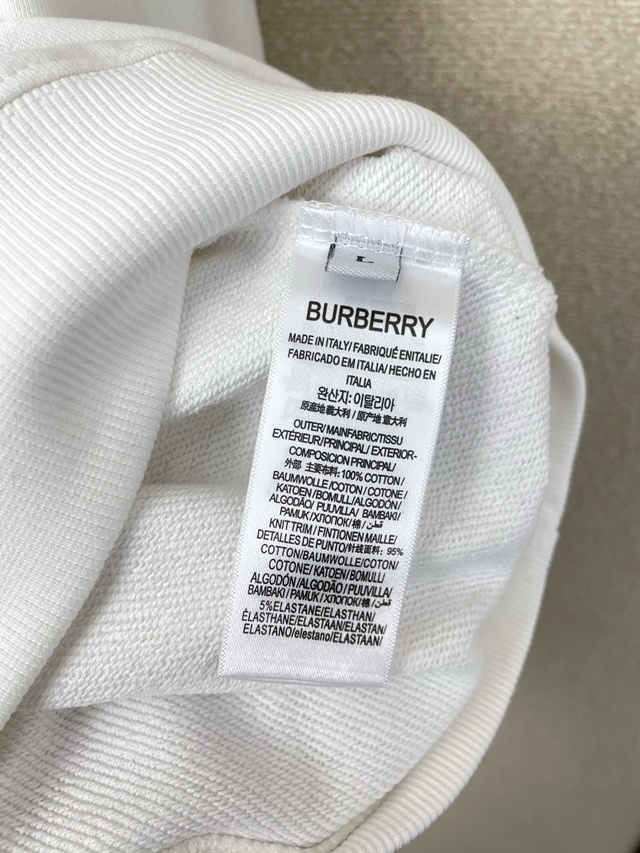 L
BURBERRY
MADE IN ITALY/ FABRIQUÉ ENITALIE/
FABRICADO EM ITALIA/ HECHO EN
ITALIA
완산지: 이탈리아
原産地 義大利 / 原产地 意大利
OUTER/ MAINFABRIC/TISSU
EXTÉRIEUR/PRINCIPAL/ EXTERIOR-
COMPOSICION PRINCIPAL/
外部 主要布料: 100% COTTON/
BAUMWOLLE/COTON/ COTONE/
KATOEN/BOMULL/ALGODÓN/
ALGODÃO/ PUUVILLA/ BAMBAKI/
PAMUK/ХЛОПОК/棉/ قطن/
KNIT TRIM / FINTIONEN MAILLE/
DETALLES DE PUNTO/针线面料: 95%
COTTON/BAUMWOLLE/COTON/
COTONE/ KATOEN/BOMULL/
ALGODÓN /ALGODÃO/ PUUVILLA/
BAMBAKI / PAMUK / ХЛОПОК/棉/ قطن/
5%ELASTANE/ELASTHAN/
ÉLASTHANE/ELASTAAN/ELASTAN/
ELASTANO/elestano/ELASTAAN/